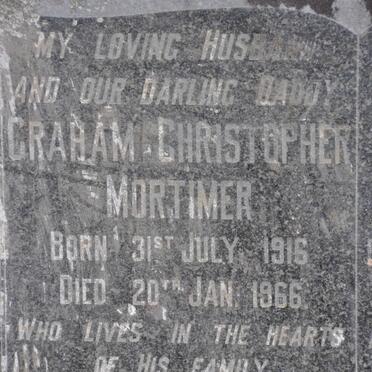 MY LOVING HUSBAND
AND OUR DARLING DADDY
GRAHAM CHRISTOPHER
MORTIMER
BORN 31ST JULY, 1916
DIED 20TH JAN. 1966.
WHO LIVES IN THE HEARTS
OF HIS FAMILY